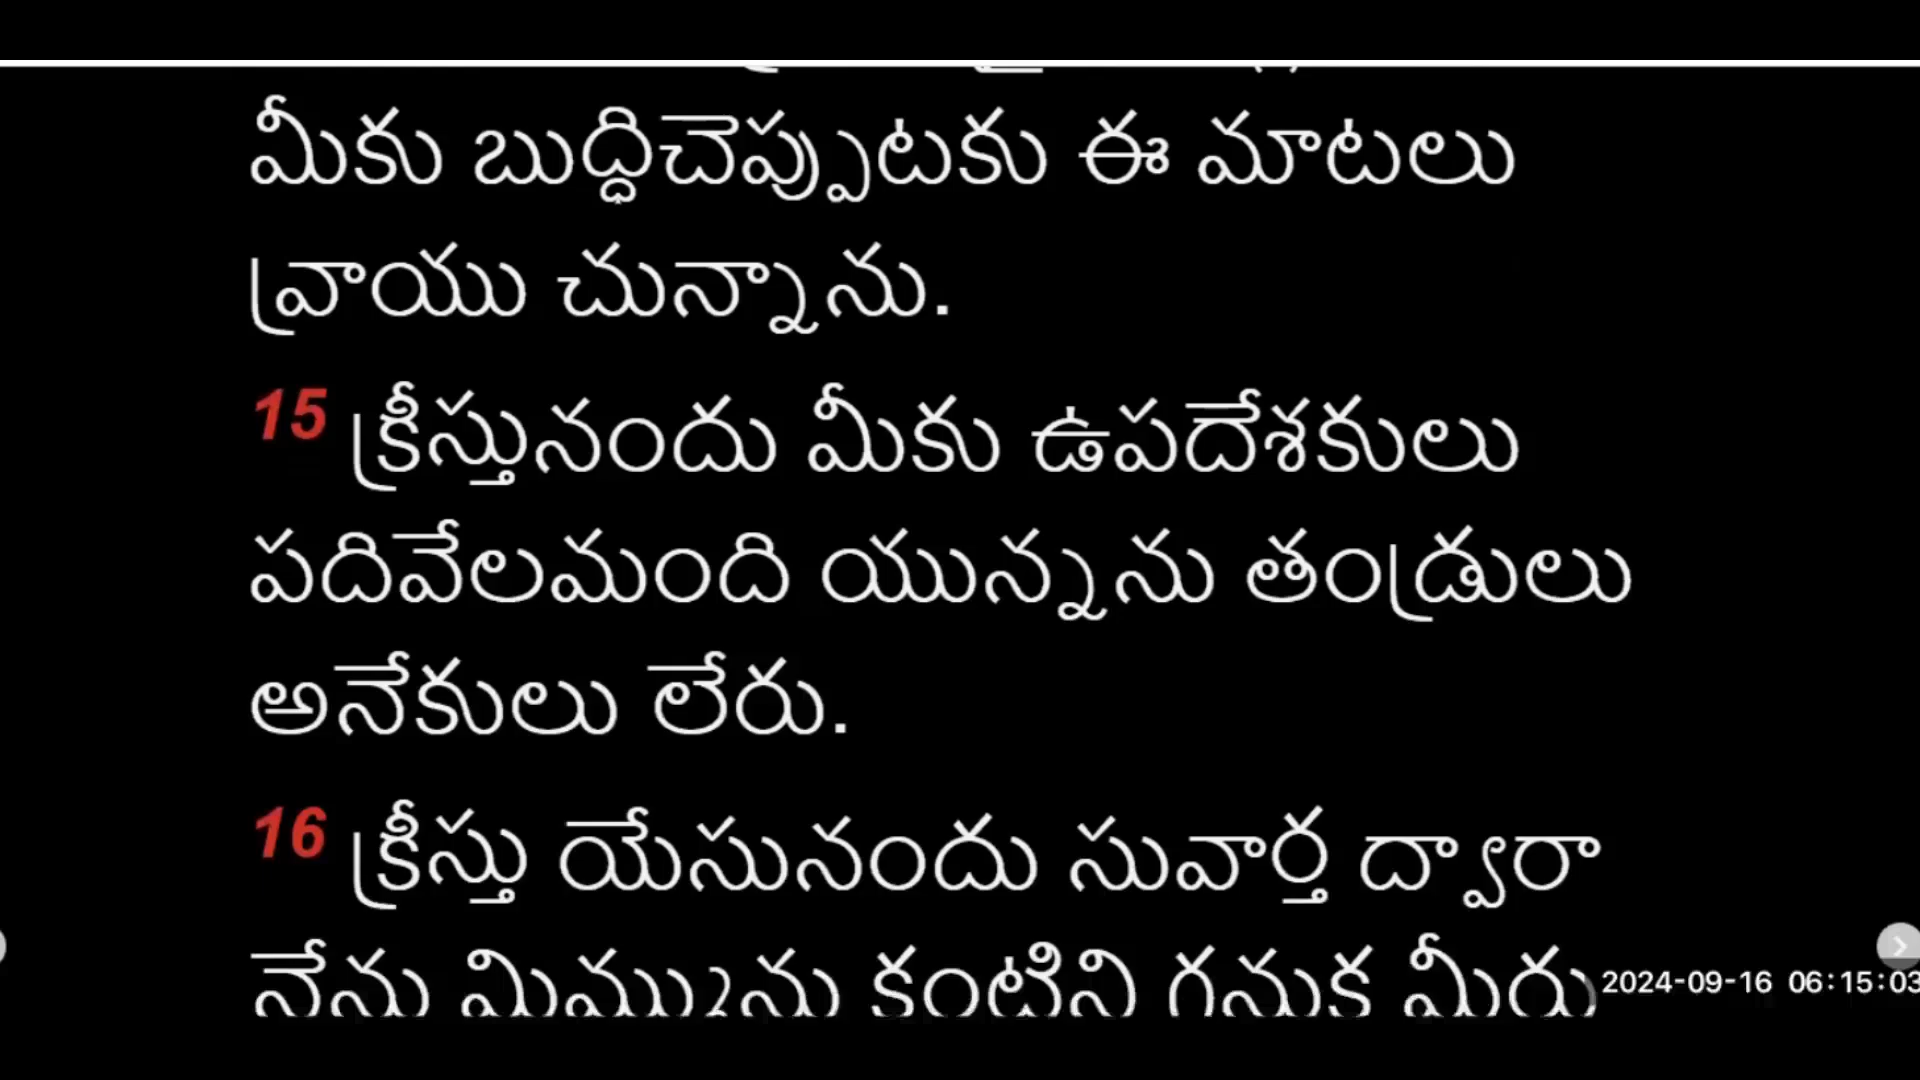 మీకు బుద్ధిచెప్పుటకు ఈ మాటలు
వ్రాయు చున్నాను.
15 క్రీస్తునందు మీకు ఉపదేశకులు
పదివేలమంది యున్నను తండ్రులు
అనేకులు లేరు.
16 క్రీస్తు యేసునందు సువార్త ద్వారా
నేను మిమ్మును కంటిని గనుక మీరు
2024-09-16 06:15:03